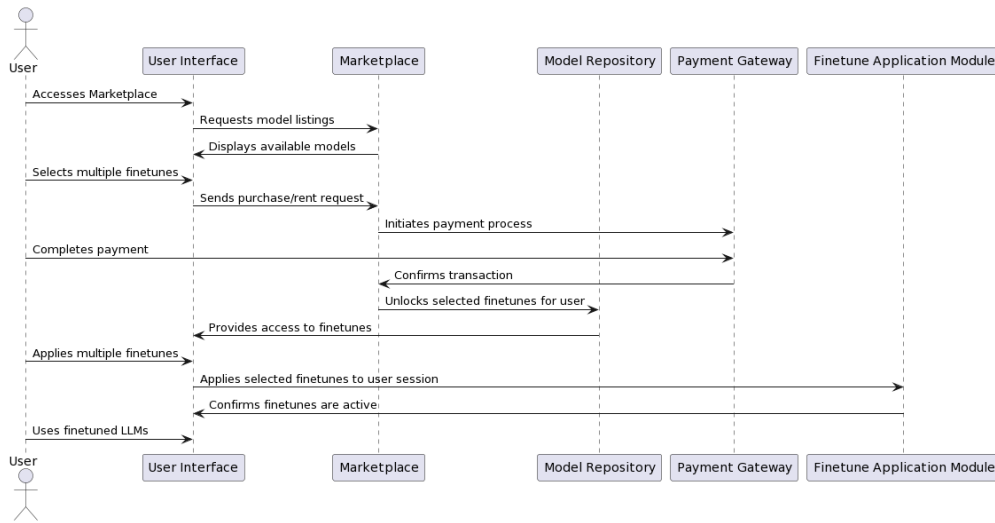 User
User Interface
Marketplace
Model Repository
Payment Gateway
Finetune Application Module
Accesses Marketplace
Requests model listings
Displays available models
Selects multiple finetunes
Sends purchase/rent request
Initiates payment process
Completes payment
Confirms transaction
Unlocks selected finetunes for user
Provides access to finetunes
Applies multiple finetunes
Applies selected finetunes to user session
Confirms finetunes are active
Uses finetuned LLMs
User
User Interface
Marketplace
Model Repository
Payment Gateway
Finetune Application Module